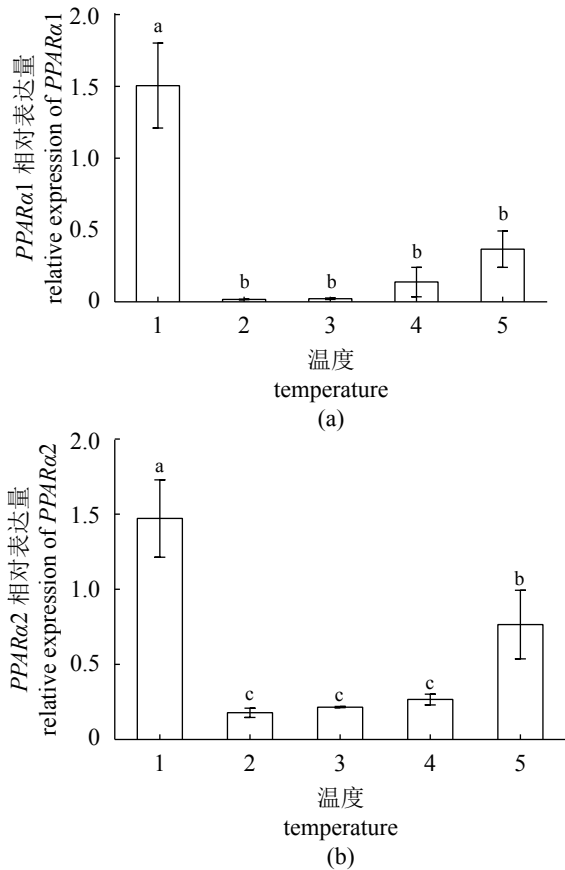 2.0
1.5
1.0
0.5
0
PPARα1 相对表达量
relative expression of PPARα1
a
b
b
b
b
1 2 3 4 5
温度
temperature
(a)
2.0
1.5
1.0
0.5
0
PPARα2 相对表达量
relative expression of PPARα2
a
c
c
c
b
1 2 3 4 5
温度
temperature
(b)